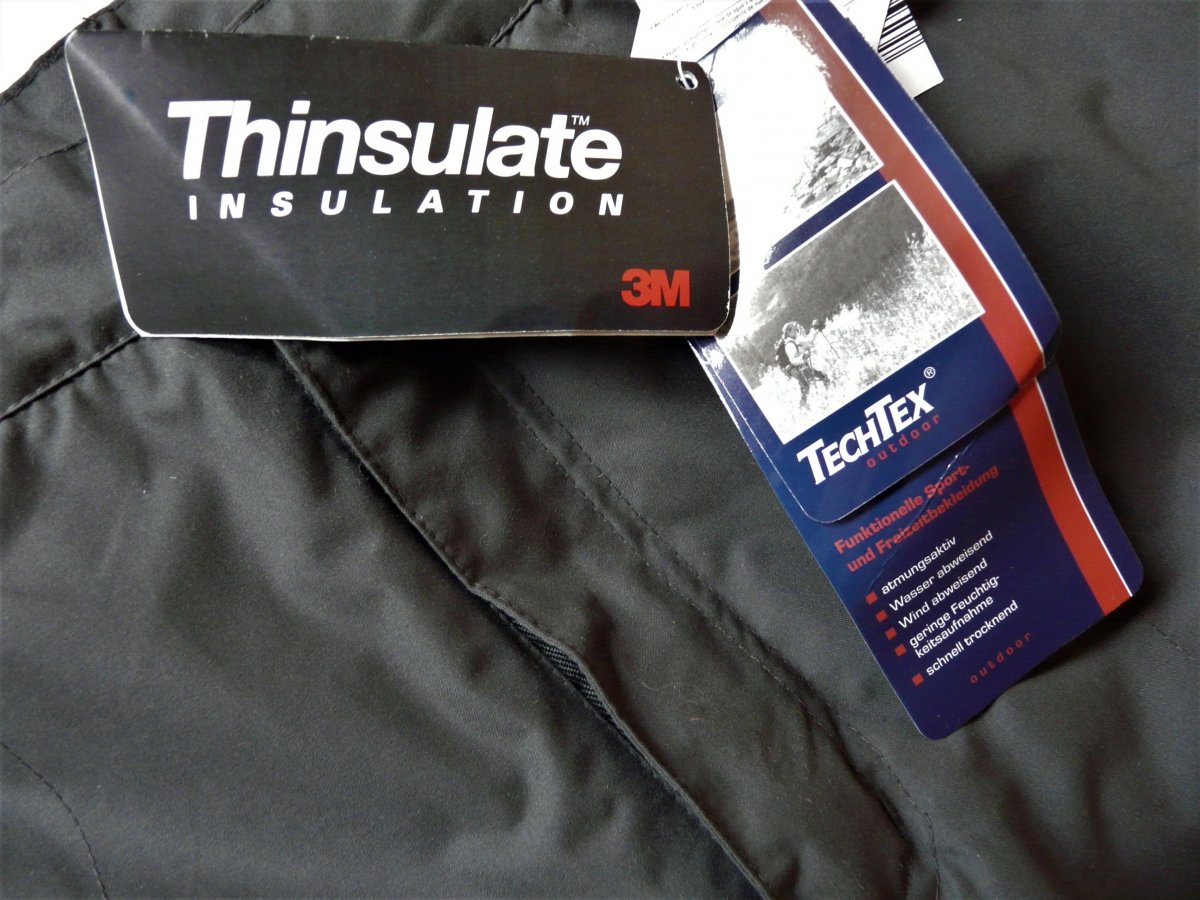 Thinsulate™
INSULATION
3M
TECHTEX®
outdoor
Funktionelle Sport-
und Freizeitbekleidung
atmungsaktiv
Wasser abweisend
Wind abweisend
geringe Feuchtig-
keitsaufnahme
schnell trocknend
outdoor